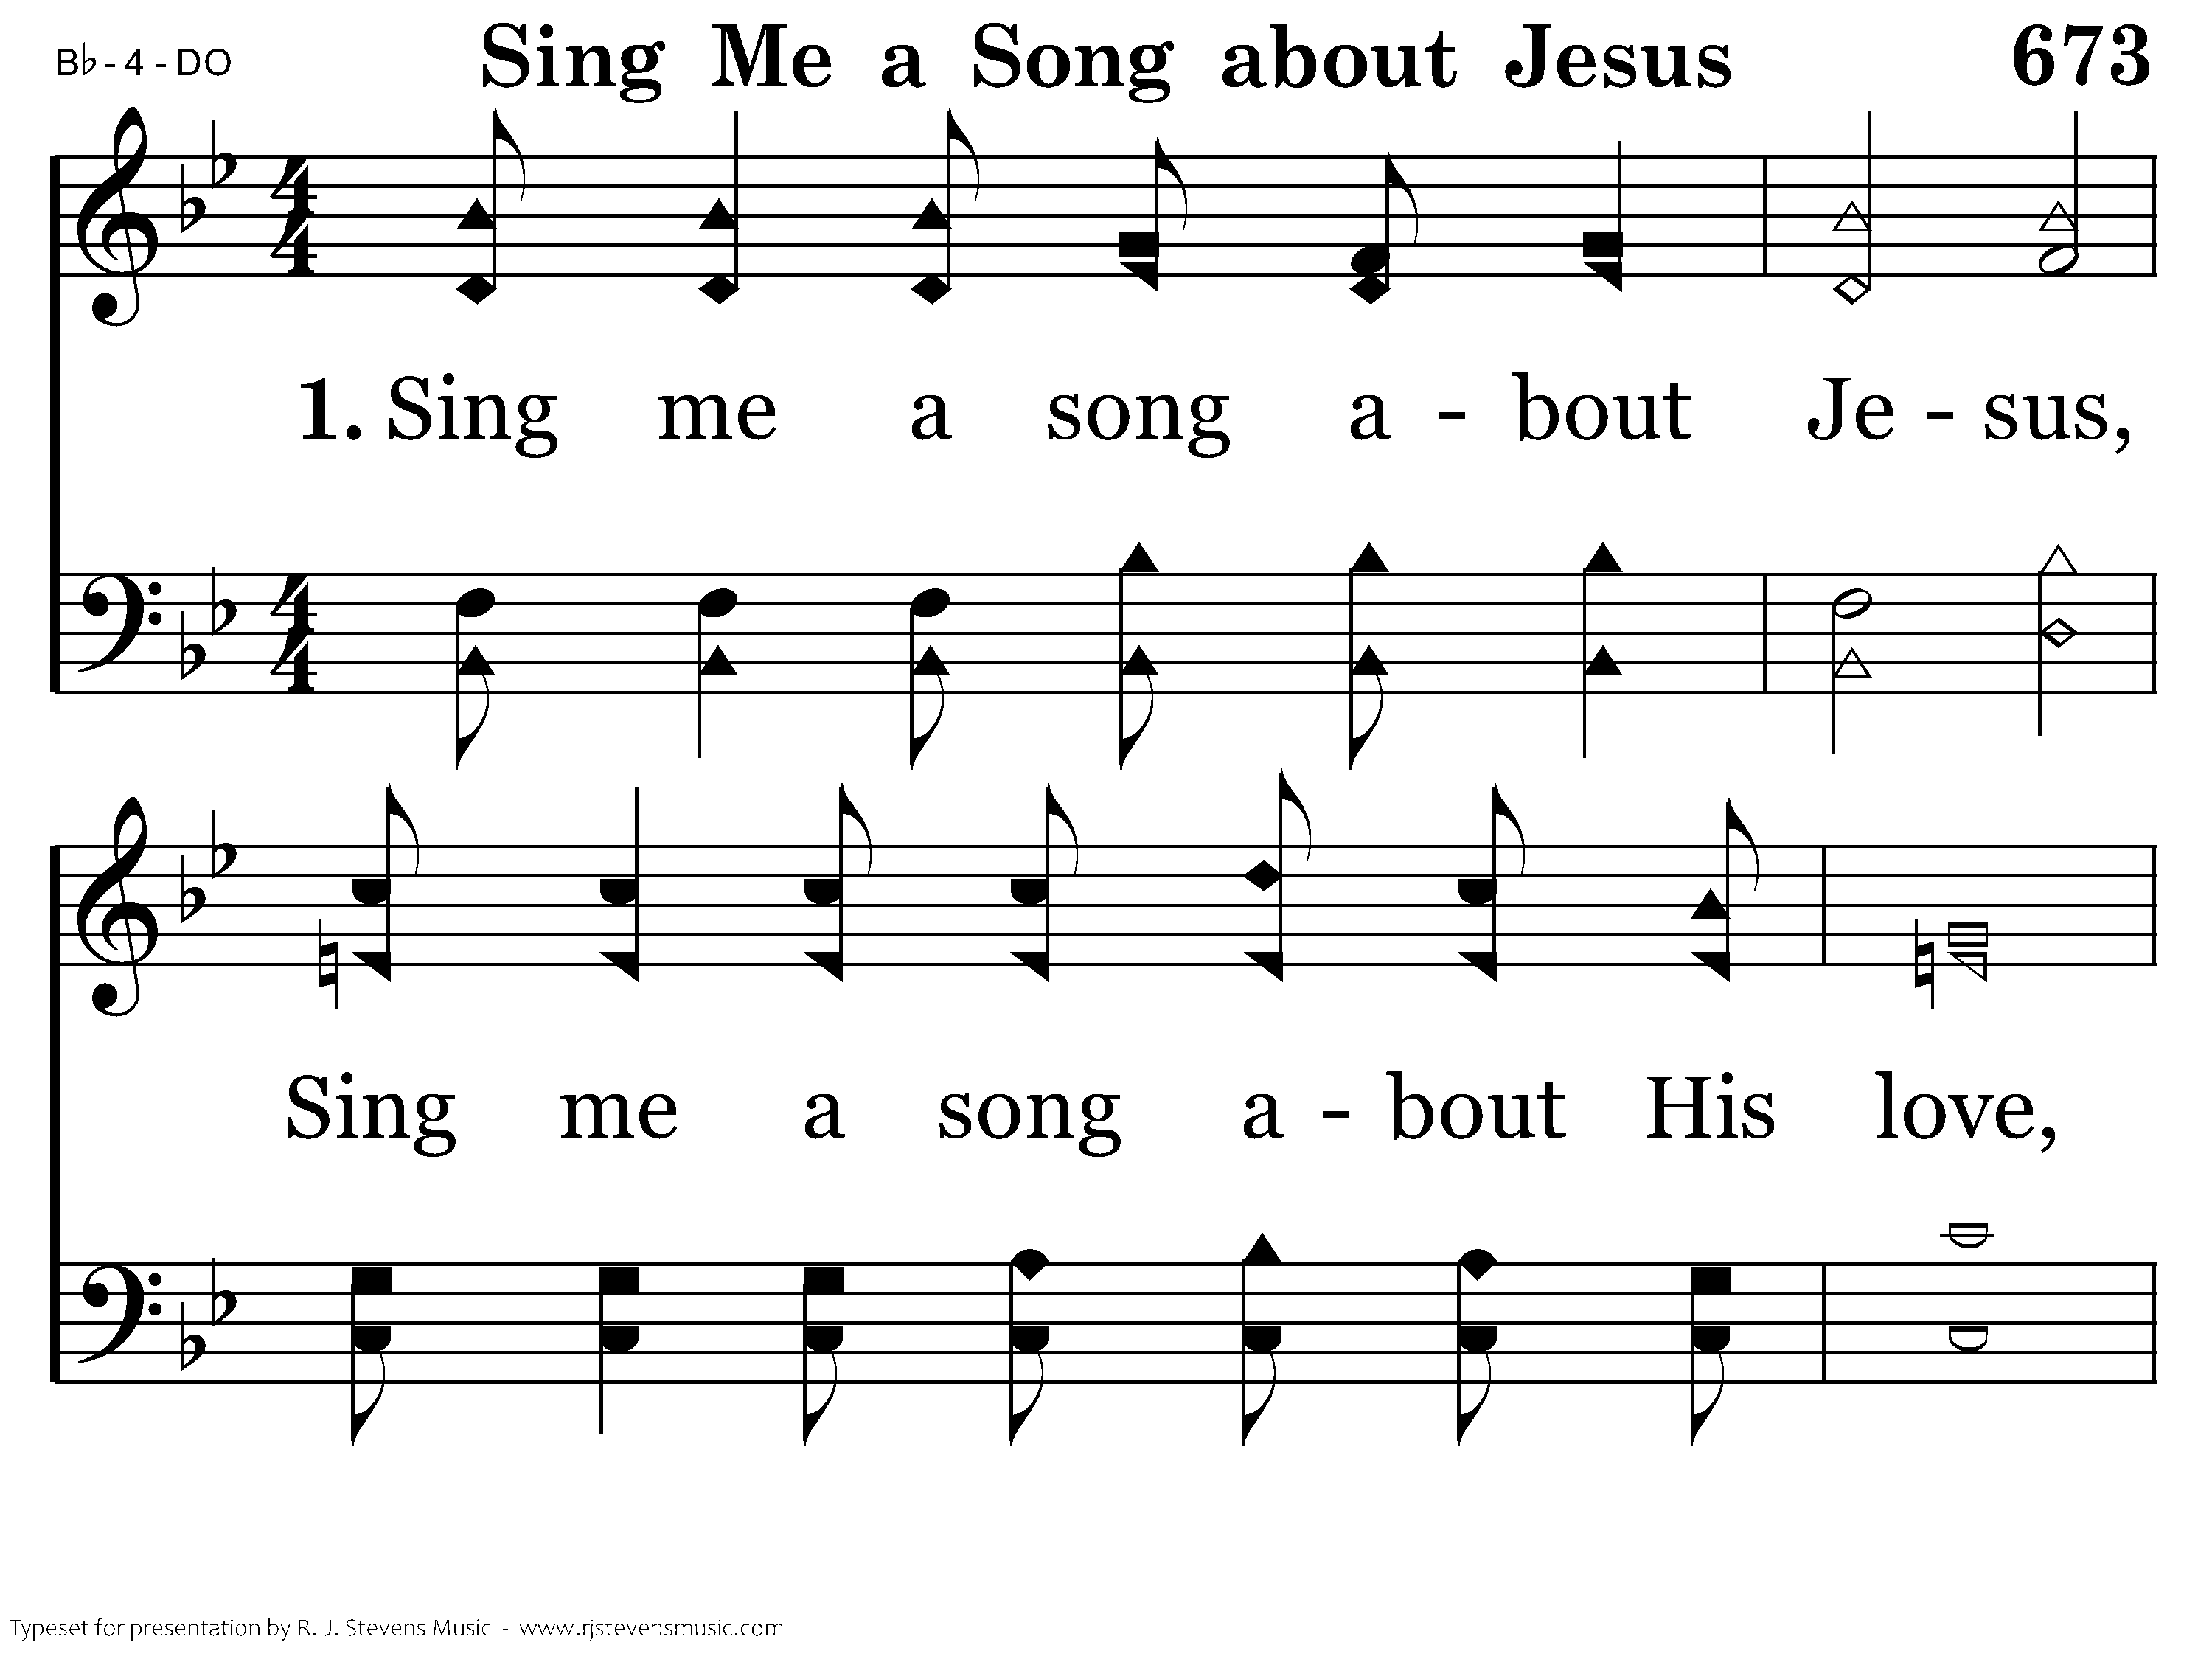 B♭ - 4 - DO Sing Me a Song about Jesus 673
1. Sing me a song a - bout Je - sus,
Sing me a song a - bout His love,
Typeset for presentation by R. J. Stevens Music - www.rjstevensmusic.com